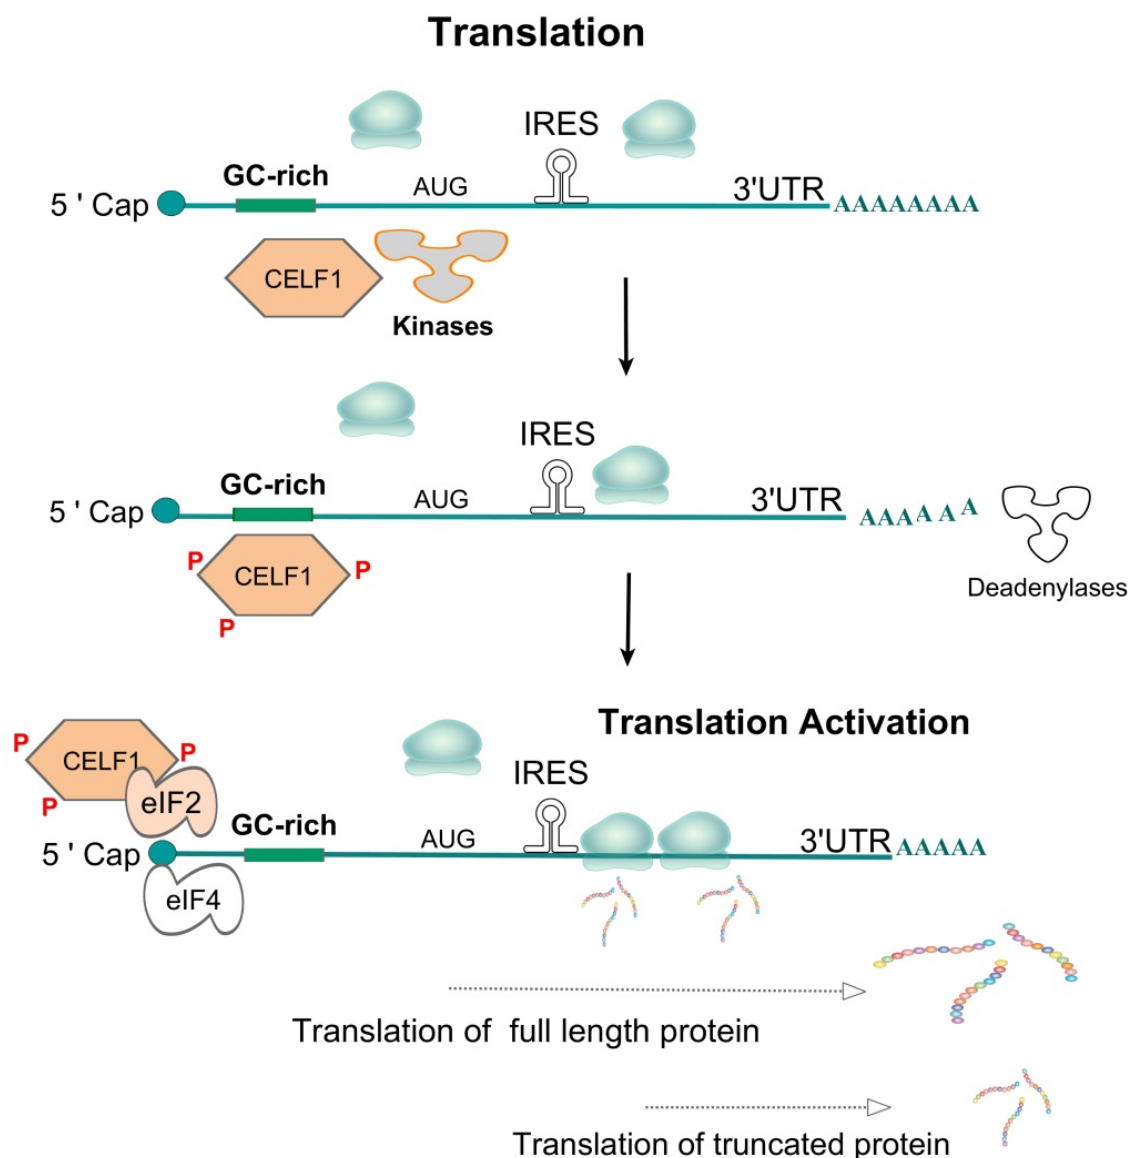 Translation
IRES
GC-rich
AUG
5 ' Cap
3'UTR
AAAAAAAA
CELF1
Kinases
IRES
GC-rich
AUG
5 ' Cap
3'UTR
AAAAAA
P
CELF1
P
P
Deadenylases
Translation Activation
P
CELF1
P
P
eIF2
IRES
GC-rich
AUG
5 ' Cap
3'UTR
AAAAA
eIF4
Translation of full length protein
Translation of truncated protein